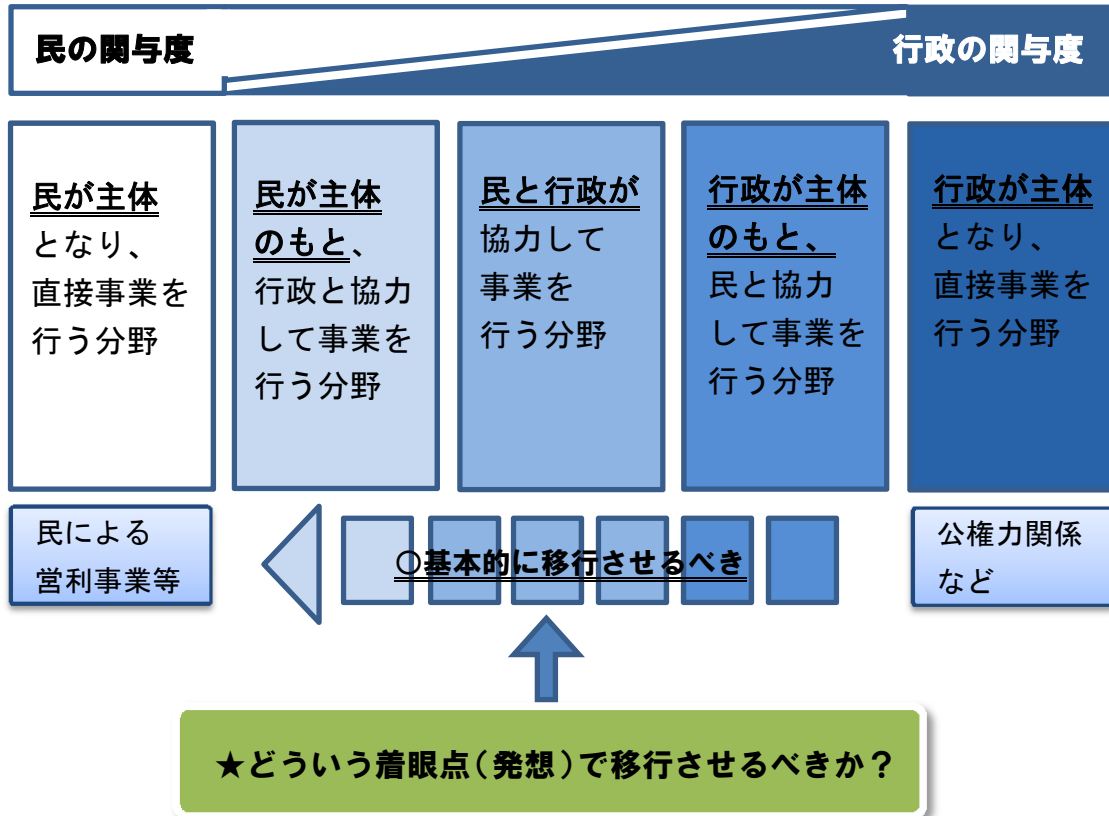 民の関与度
行政の関与度
民が主体
となり、
直接事業を
行う分野
民が主体
のもと、
行政と協力
して事業を
行う分野
民と行政が
協力して
事業を
行う分野
行政が主体
のもと、
民と協力
して事業を
行う分野
行政が主体
となり、
直接事業を
行う分野
民による
営利事業等
○基本的に移行させるべき
公権力関係
など
★どういう着眼点（発想）で移行させるべきか？